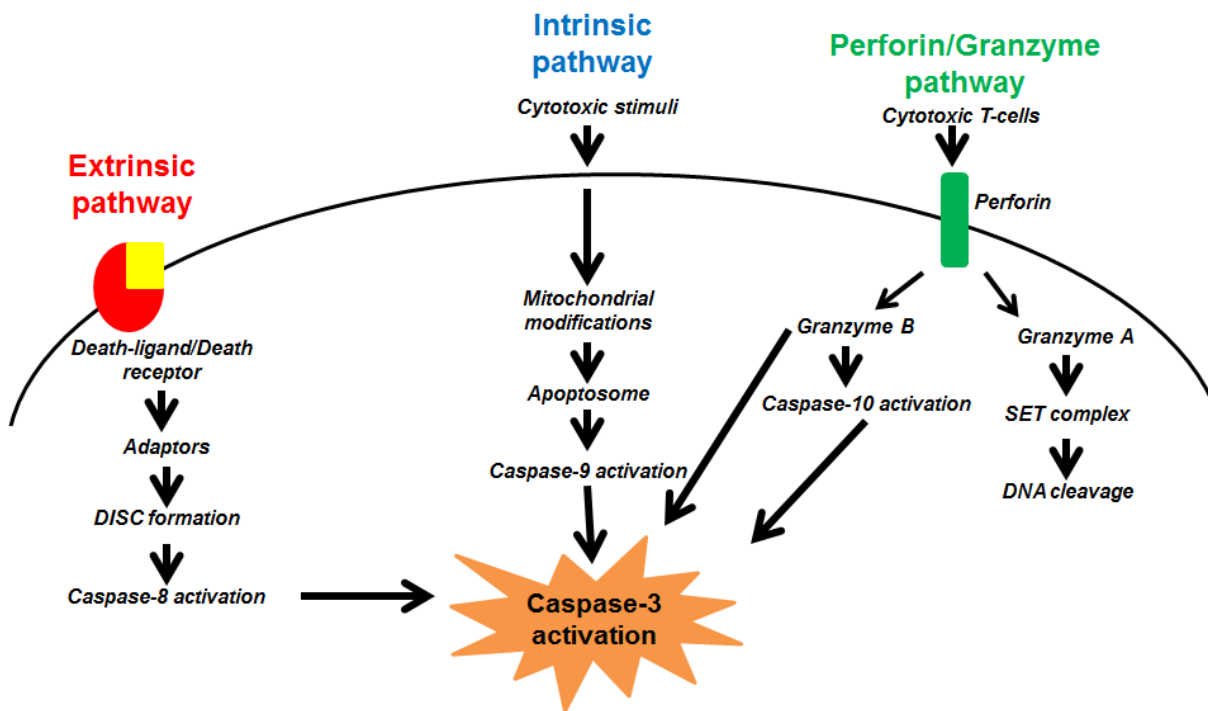 Extrinsic
pathway
Death-ligand/Death
receptor
Adaptors
DISC formation
Caspase-8 activation
Intrinsic
pathway
Cytotoxic stimuli
Mitochondrial
modifications
Apoptosome
Caspase-9 activation
Perforin/Granzyme
pathway
Cytotoxic T-cells
Perforin
Granzyme B
Caspase-10 activation
Granzyme A
SET complex
DNA cleavage
Caspase-3
activation